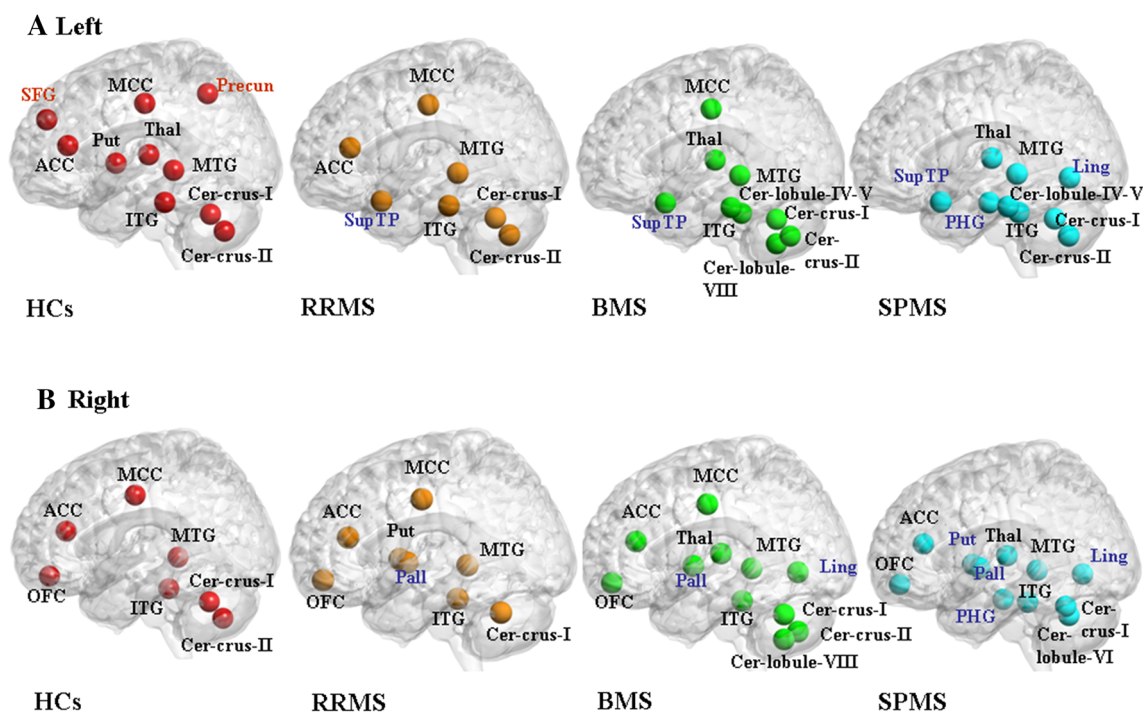 A Left
SFG
MCC
Precun
Put
Thal
ACC
MTG
Cer-crus-I
ITG
Cer-crus-II
HCs
MCC
ACC
MTG
Cer-crus-I
SupTP
ITG
Cer-crus-II
RRMS
MCC
Thal
MTG
Cer-lobule-IV-V
SupTP
ITG
Cer-crus-I
Cer-
crus-II
Cer-lobule-
VIII
BMS
Thal
MTG
Ling
SupTP
Cer-lobule-IV-V
PHG
ITG
Cer-crus-I
Cer-crus-II
SPMS
B Right
MCC
ACC
MTG
OFC
ITG
Cer-crus-I
Cer-crus-II
HCs
MCC
ACC
Put
MTG
Pall
OFC
ITG
Cer-crus-I
RRMS
MCC
ACC
Thal
MTG
Ling
Pall
OFC
ITG
Cer-crus-I
Cer-crus-II
Cer-lobule-VIII
BMS
ACC
Put
Thal
MTG
Ling
OFC
Pall
PHG
ITG
Cer-
crus-I
Cer-
lobule-VI
SPMS